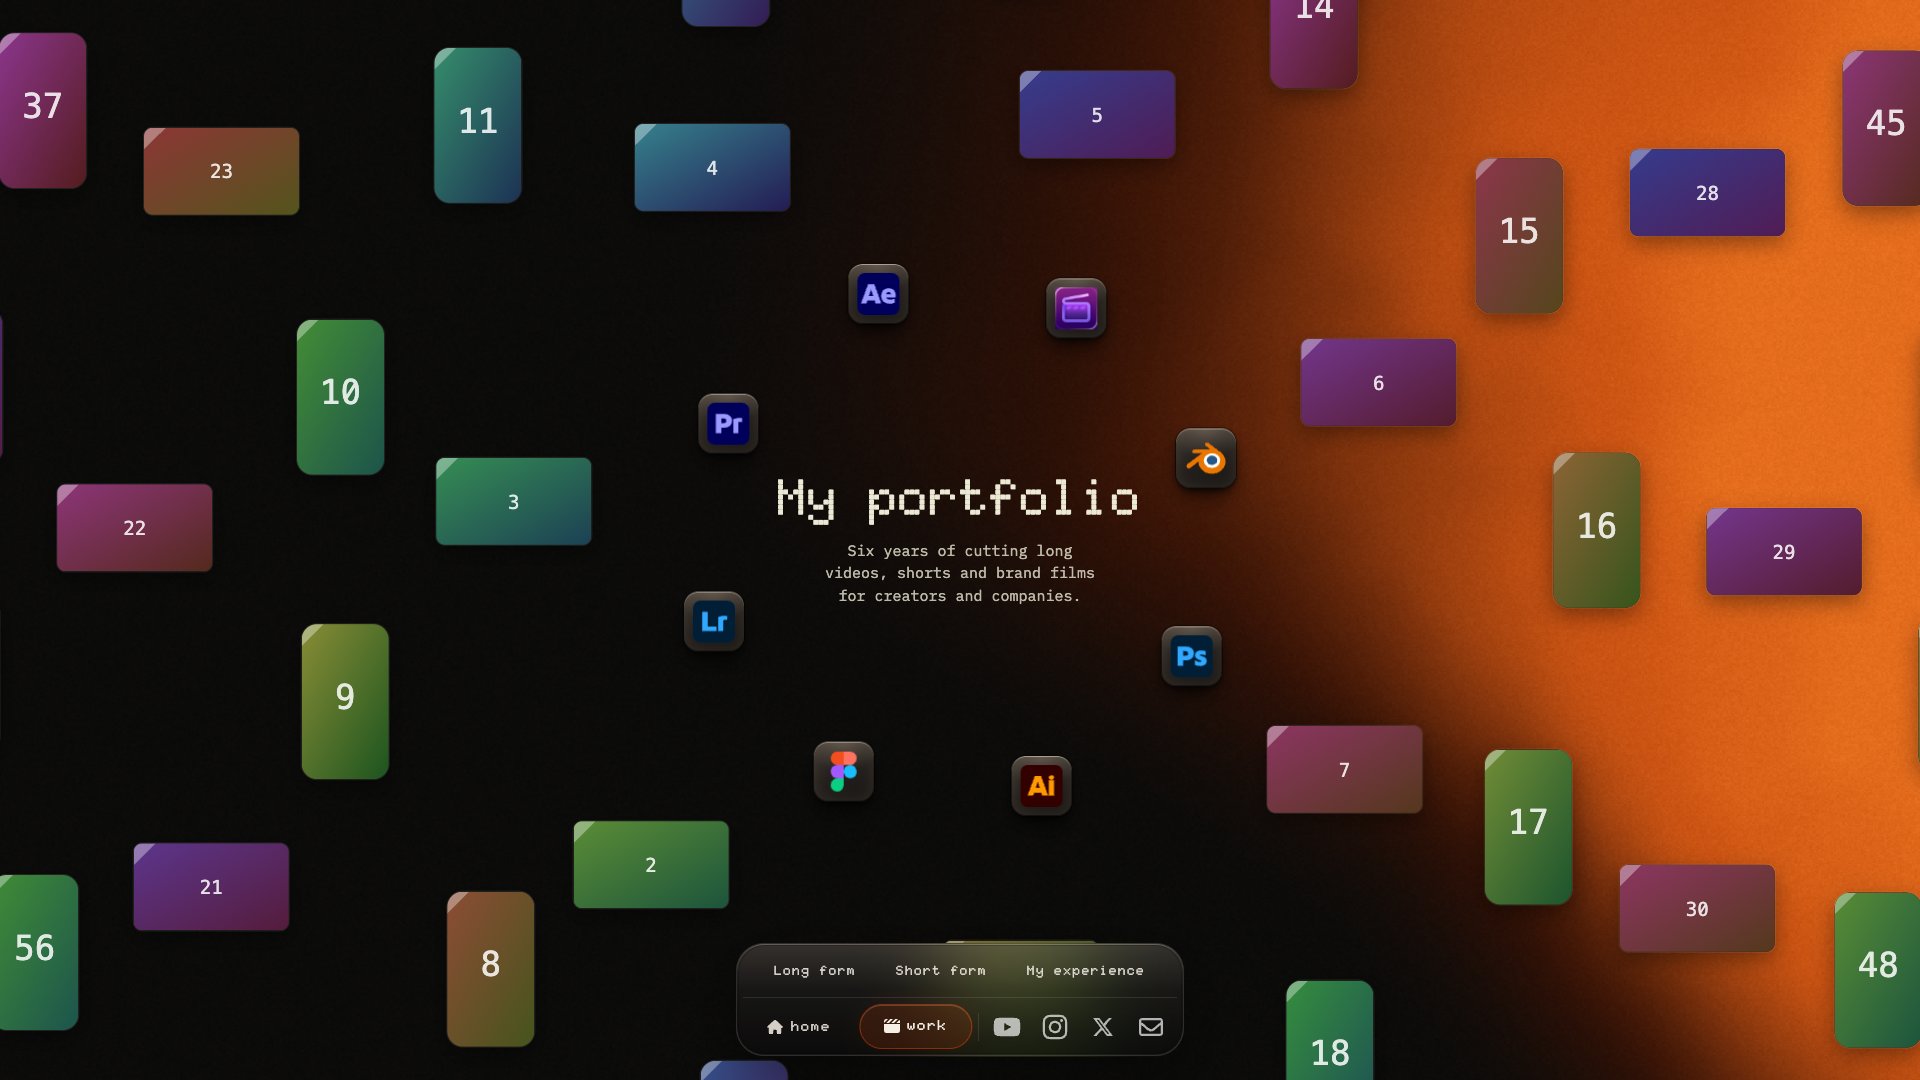 14
37
5
45
11
23
4
28
15
Ae
6
10
Pr
My portfolio
3
22
16
29
Six years of cutting long
videos, shorts and brand films
for creators and companies.
Lr
Ps
9
7
Ai
17
2
21
30
56
8
48
Long form Short form My experience
home work
18